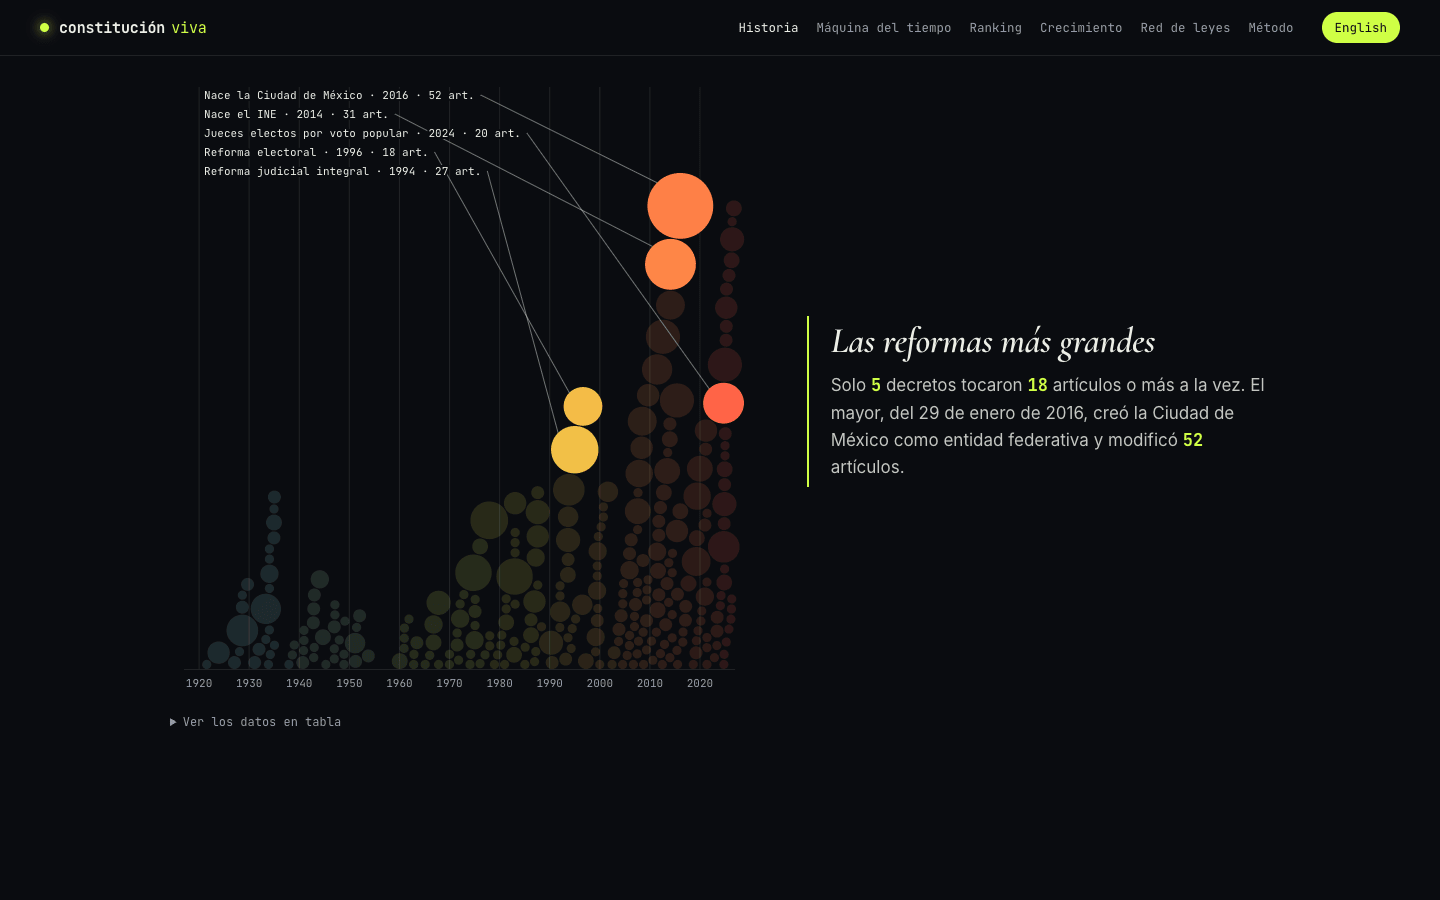 constitución viva
Historia Máquina del tiempo Ranking Crecimiento Red de leyes Método English
Nace la Ciudad de México · 2016 · 52 art.
Nace el INE · 2014 · 31 art.
Jueces electos por voto popular · 2024 · 20 art.
Reforma electoral · 1996 · 18 art.
Reforma judicial integral · 1994 · 27 art.
Las reformas más grandes
Solo 5 decretos tocaron 18 artículos o más a la vez. El
mayor, del 29 de enero de 2016, creó la Ciudad de
México como entidad federativa y modificó 52
artículos.
1920 1930 1940 1950 1960 1970 1980 1990 2000 2010 2020
Ver los datos en tabla